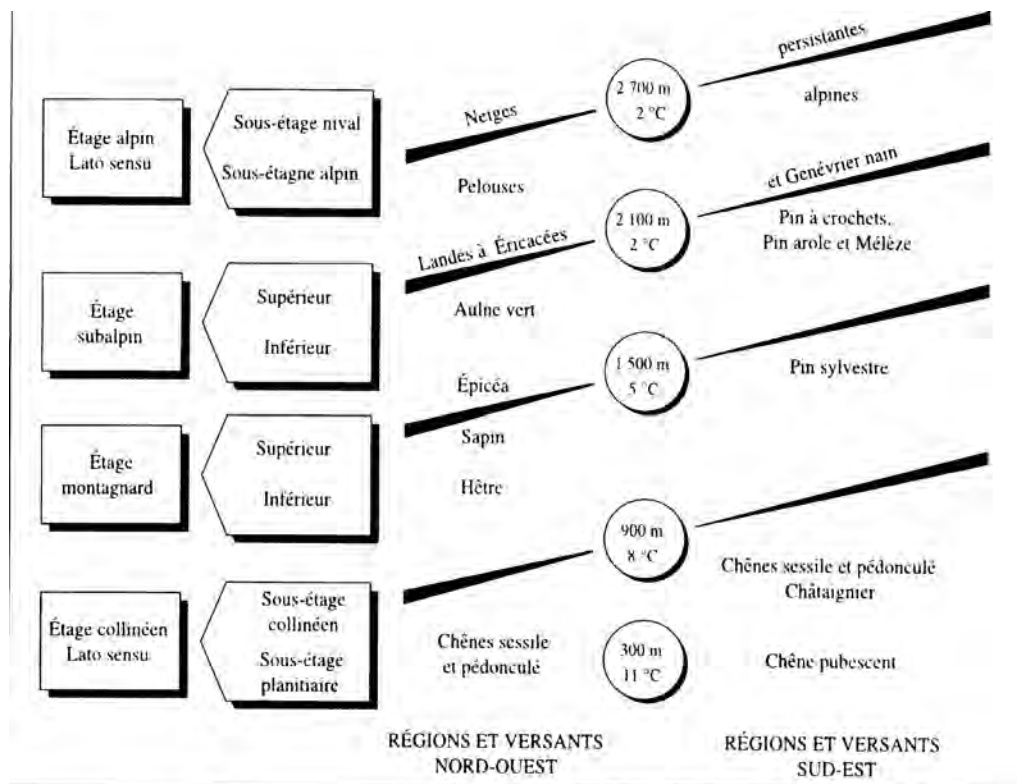 Étage alpin
Lato sensu
Sous-étage nival
Sous-étagne alpin
Neiges
2 700 m
2 °C
persistantes
alpines
Pelouses
et Genévrier nain
2 100 m
2 °C
Pin à crochets,
Pin arole et Mélèze
Landes à Éricacées
Étage
subalpin
Supérieur
Inférieur
Aulne vert
1 500 m
5 °C
Pin sylvestre
Épicéa
Étage
montagnard
Supérieur
Inférieur
Sapin
Hêtre
900 m
8 °C
Chênes sessile et pédonculé
Châtaignier
Étage collinéen
Lato sensu
Sous-étage
collinéen
Sous-étage
planitiaire
Chênes sessile
et pédonculé
300 m
11 °C
Chêne pubescent
RÉGIONS ET VERSANTS
NORD-OUEST
RÉGIONS ET VERSANTS
SUD-EST